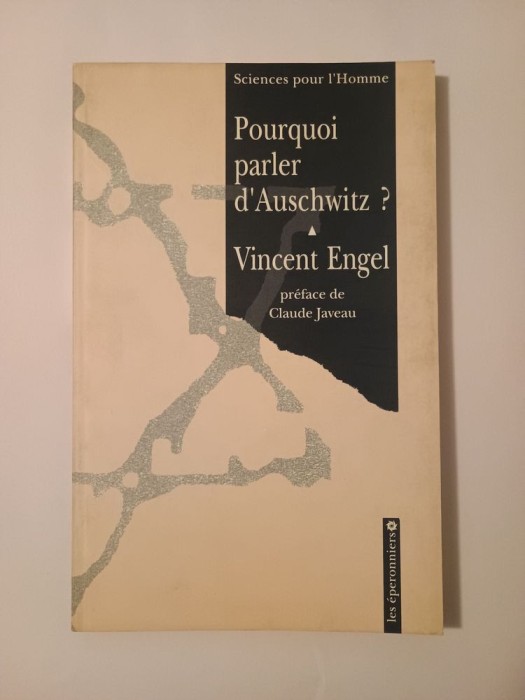 Sciences pour l'Homme
Pourquoi
parler
d'Auschwitz ?
Vincent Engel
préface de
Claude Javeau
les éperonniers